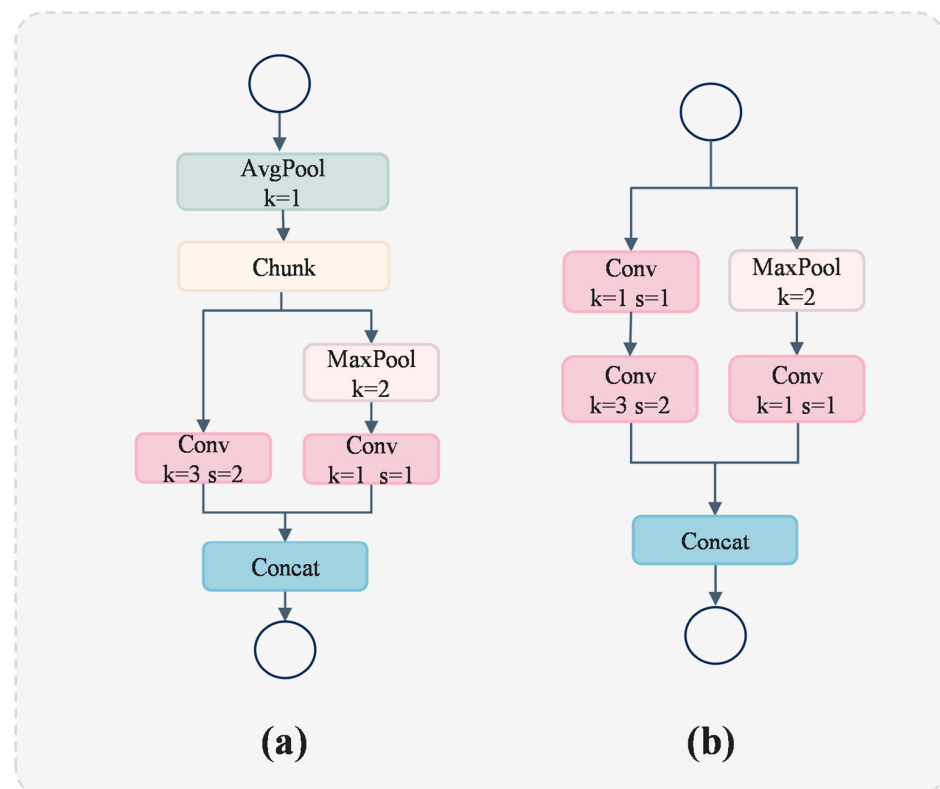 AvgPool
k=1
Chunk
MaxPool
k=2
Conv
k=3 s=2
Conv
k=1 s=1
Concat
(a)
Conv
k=1 s=1
MaxPool
k=2
Conv
k=3 s=2
Conv
k=1 s=1
Concat
(b)